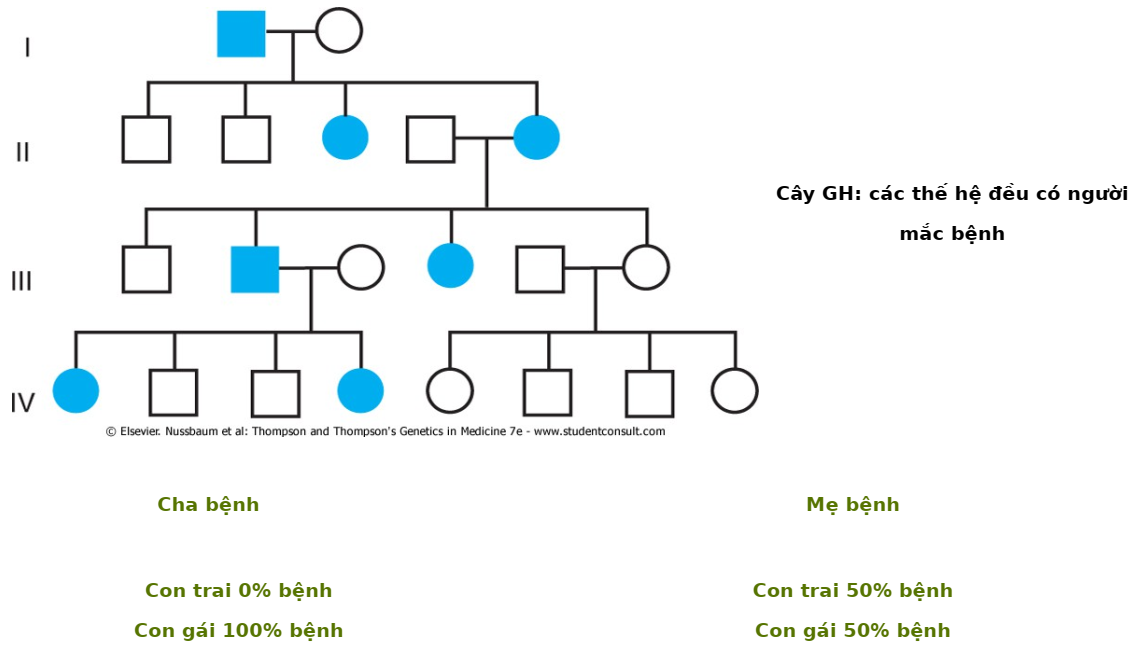 I
II
Cây GH: các thế hệ đều có người
mắc bệnh
III
IV
© Elsevier. Nussbaum et al: Thompson and Thompson's Genetics in Medicine 7e - www.studentconsult.com
Cha bệnh
Mẹ bệnh
Con trai 0% bệnh
Con gái 100% bệnh
Con trai 50% bệnh
Con gái 50% bệnh